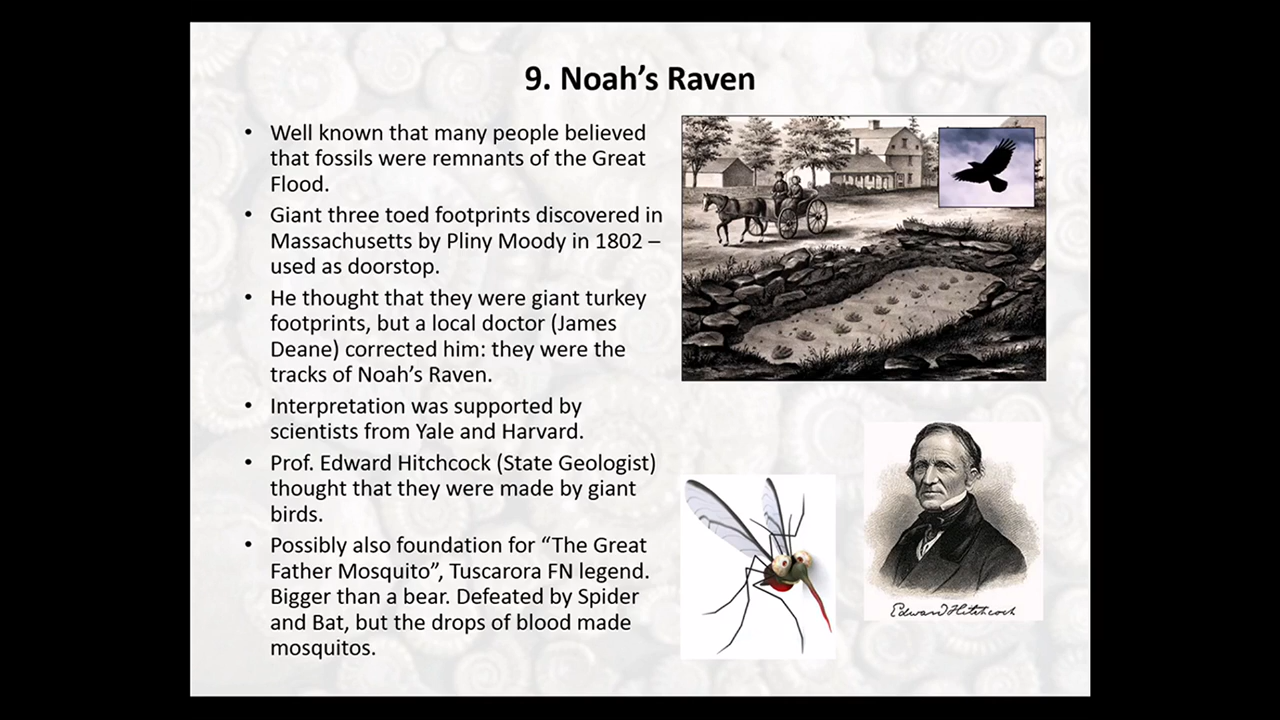 9. Noah's Raven
• Well known that many people believed
that fossils were remnants of the Great
Flood.
• Giant three toed footprints discovered in
Massachusetts by Pliny Moody in 1802 –
used as doorstop.
• He thought that they were giant turkey
footprints, but a local doctor (James
Deane) corrected him: they were the
tracks of Noah's Raven.
• Interpretation was supported by
scientists from Yale and Harvard.
• Prof. Edward Hitchcock (State Geologist)
thought that they were made by giant
birds.
• Possibly also foundation for “The Great
Father Mosquito”, Tuscarora FN legend.
Bigger than a bear. Defeated by Spider
and Bat, but the drops of blood made
mosquitos.
Edward Hitchcock